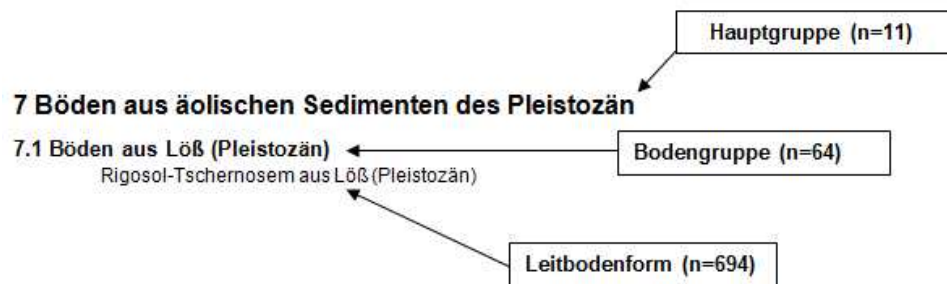 Hauptgruppe (n=11)
7 Böden aus äolischen Sedimenten des Pleistozän
7.1 Böden aus Löß (Pleistozän)
Bodengruppe (n=64)
Rigosol-Tschernosem aus Löß (Pleistozän)
Leitbodenform (n=694)